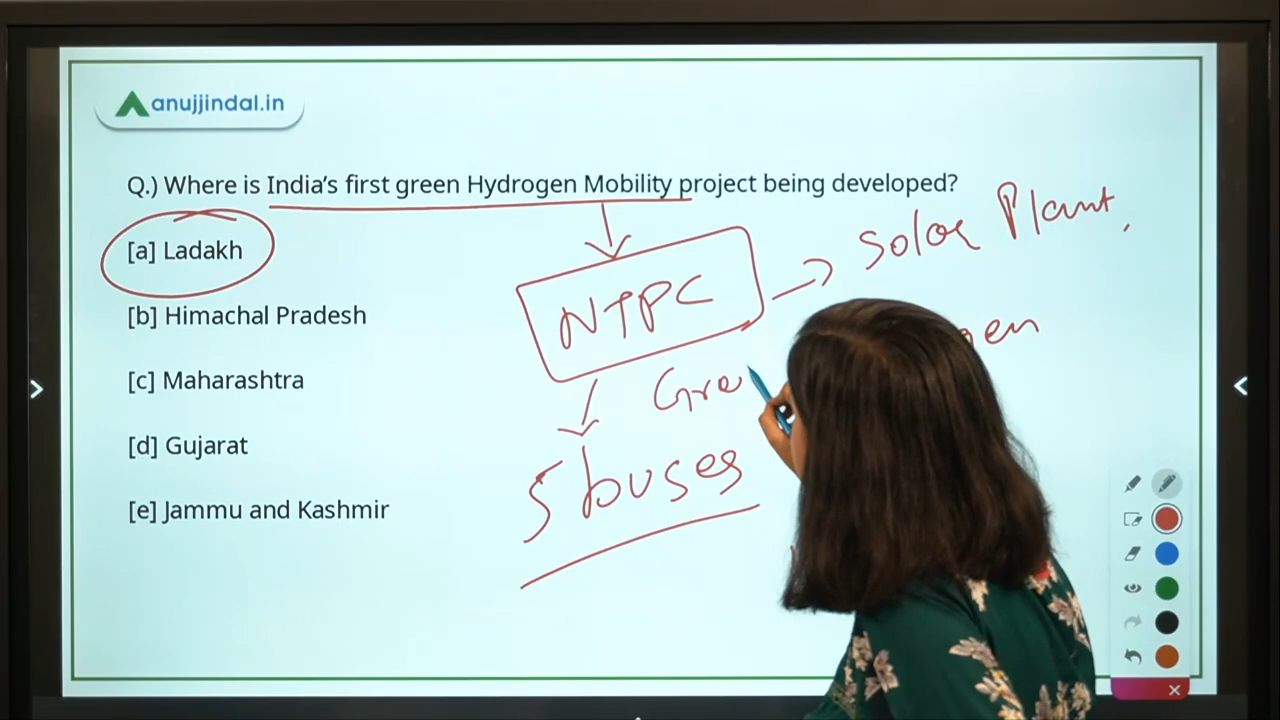 anujjindal.in
Q.) Where is India's first green Hydrogen Mobility project being developed?
[a] Ladakh
[b] Himachal Pradesh
[c] Maharashtra
[d] Gujarat
[e] Jammu and Kashmir
NTPC
Solar Plant,
Gre
5 buses